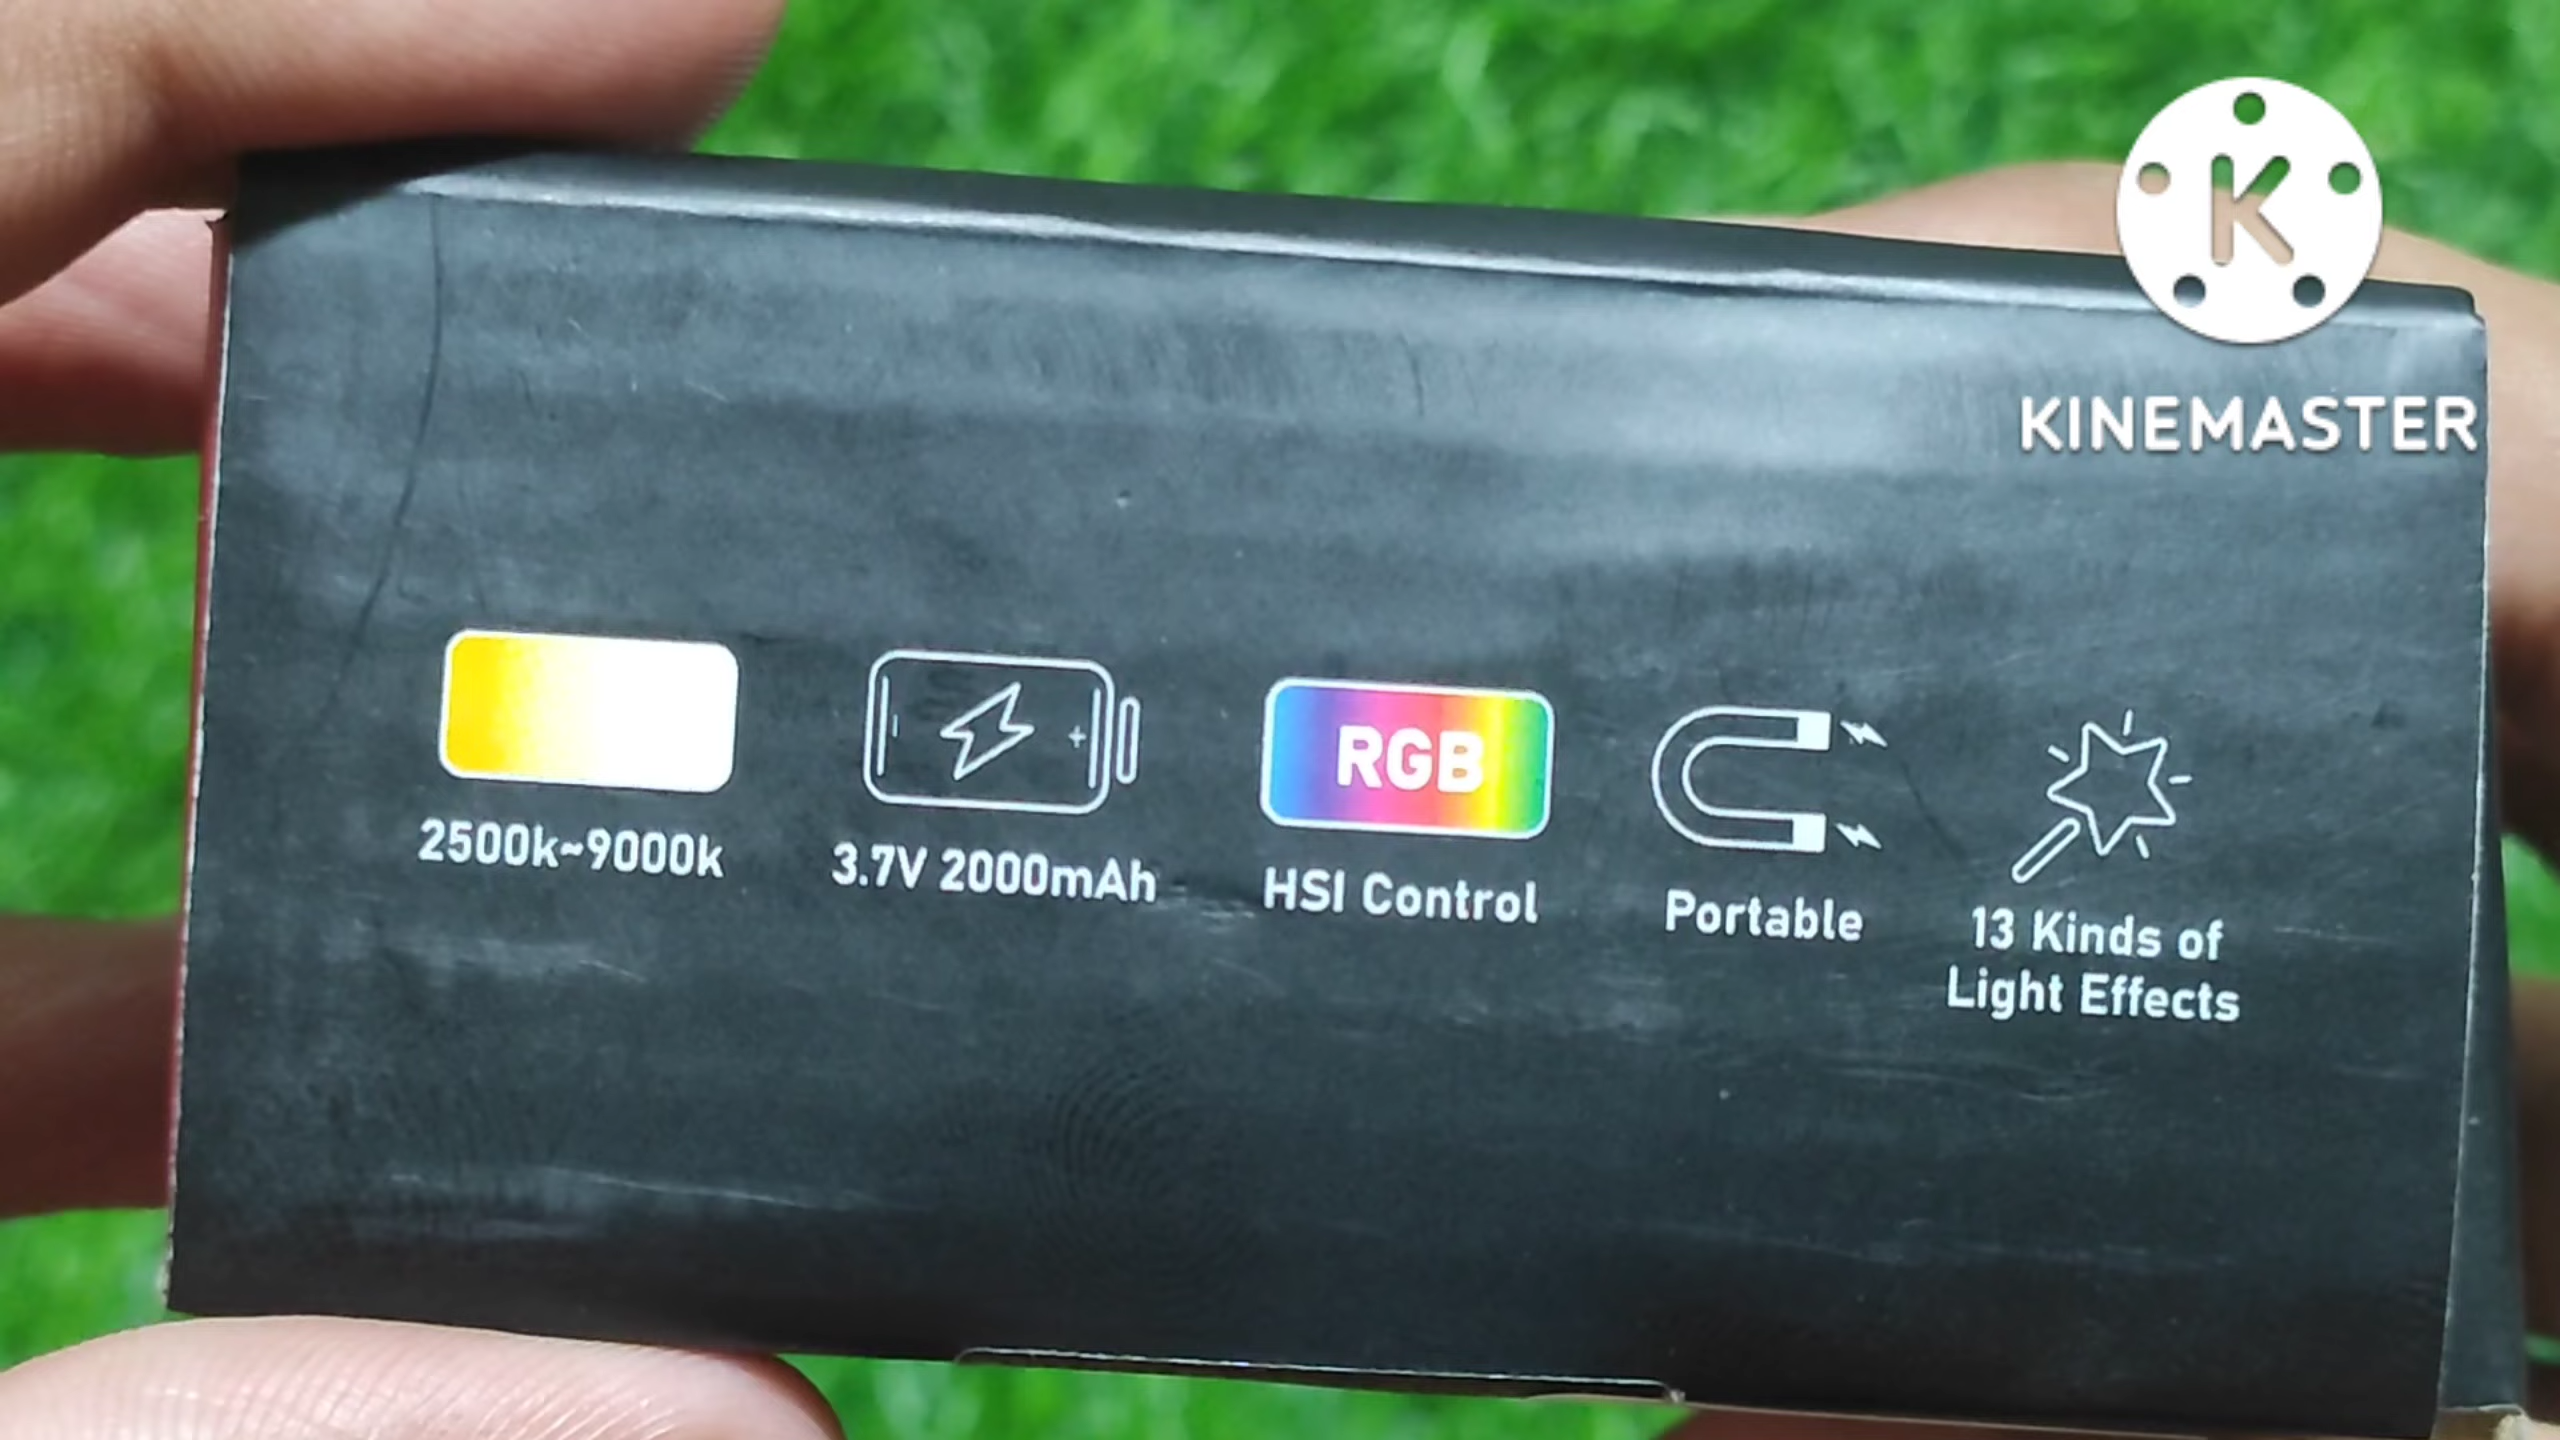 K
KINEMASTER
RGB
2500k~9000k
3.7V 2000mAh
HSI Control
Portable
13 Kinds of
Light Effects